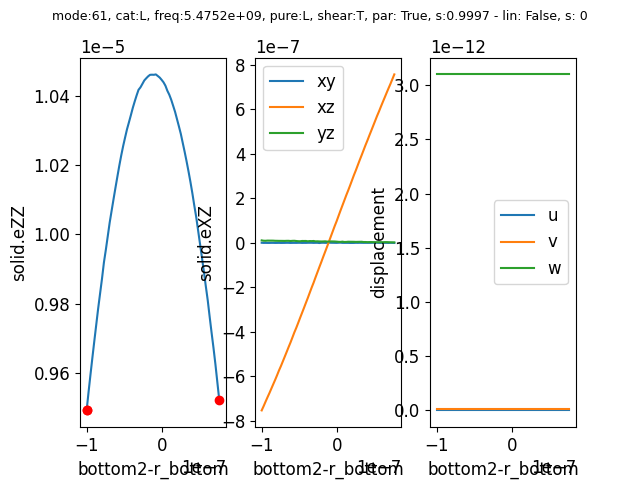 mode:61, cat:L, freq:5.4752e+09, pure:L, shear:T, par: True, s:0.9997 - lin: False, s: 0
1e−5
1.04
1.02
1.00
0.98
0.96
solid.eZZ
−1
0
1e−7
bottom2-r_bottom
1e−7
8
6
4
2
0
−2
−4
−6
−8
solid.eXZ
xy
xz
yz
−1
0
1e−7
bottom2-r_bottom
1e−12
3.0
2.5
2.0
1.5
1.0
0.5
0.0
displacement
u
v
w
−1
0
1e−7
bottom2-r_bottom